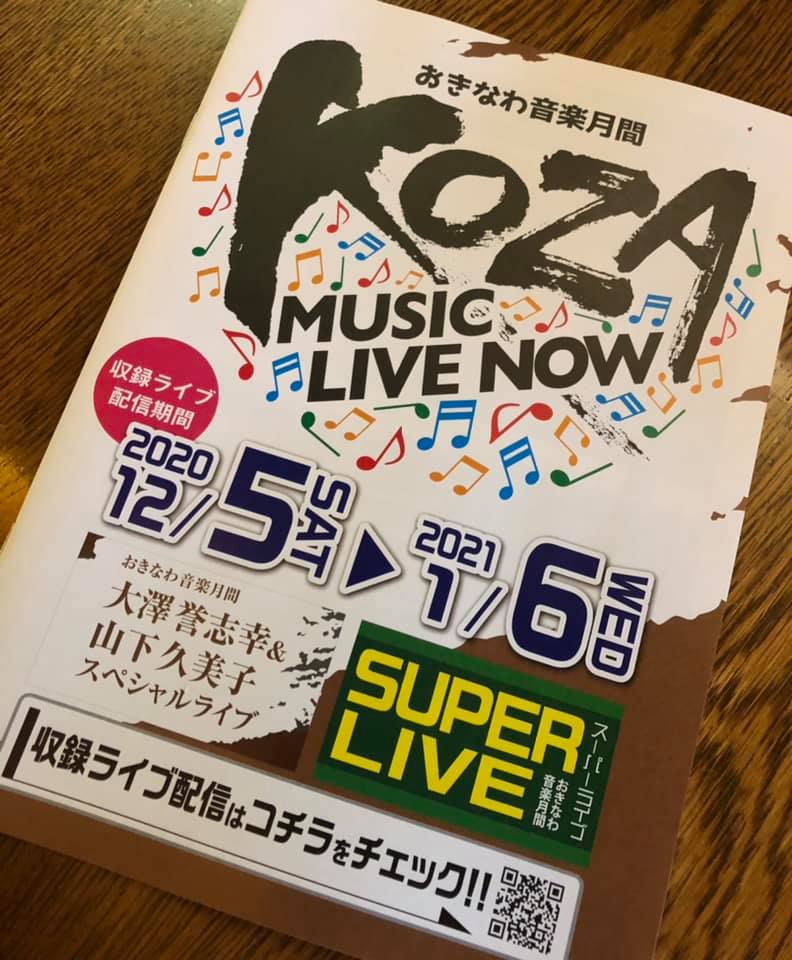 おきなわ音楽月間
KOZA
MUSIC
LIVE NOW
収録ライブ
配信期間
2020
12/5 SAT
2021
1/6 WED
おきなわ音楽月間
大澤誉志幸&
山下久美子
スペシャルライブ
SUPER
LIVE
スーパーライブ
おきなわ
音楽月間
収録ライブ配信はコチラをチェック!!